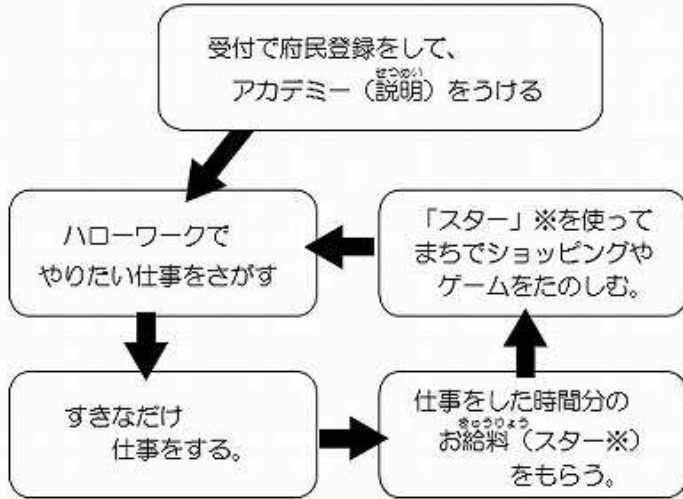 受付で府民登録をして、
アカデミー（説明）をうける
せつめい
ハローワークで
やりたい仕事をさがす
「スター」※を使って
まちでショッピングや
ゲームをたのしむ。
すきなだけ
仕事をする。
仕事をした時間分の
きゅうりょう
お給料（スター※）
をもらう。